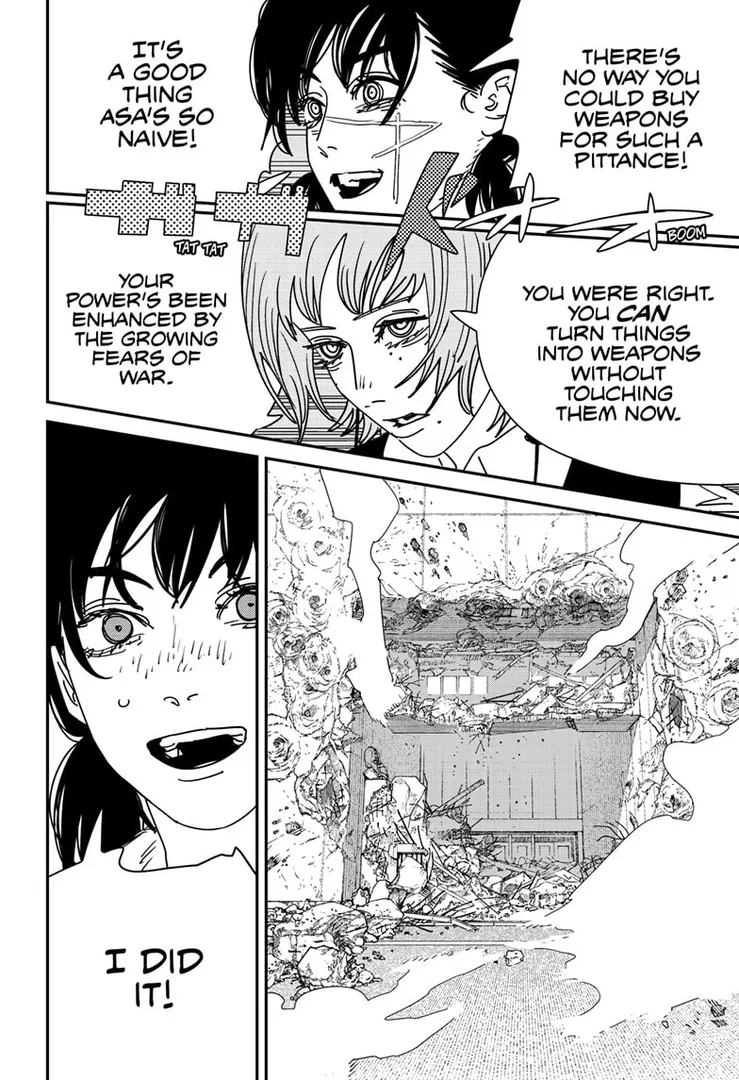 THERE'S
NO WAY YOU
COULD BUY
WEAPONS
FOR SUCH A
PITTANCE!
IT'S
A GOOD
THING
ASA'S SO
NAIVE!
BOOM
TAT TAT
YOU WERE RIGHT.
YOU CAN
TURN THINGS
INTO WEAPONS
WITHOUT
TOUCHING
THEM NOW.
YOUR
POWER'S BEEN
ENHANCED BY
THE GROWING
FEARS OF
WAR.
I DID
IT!